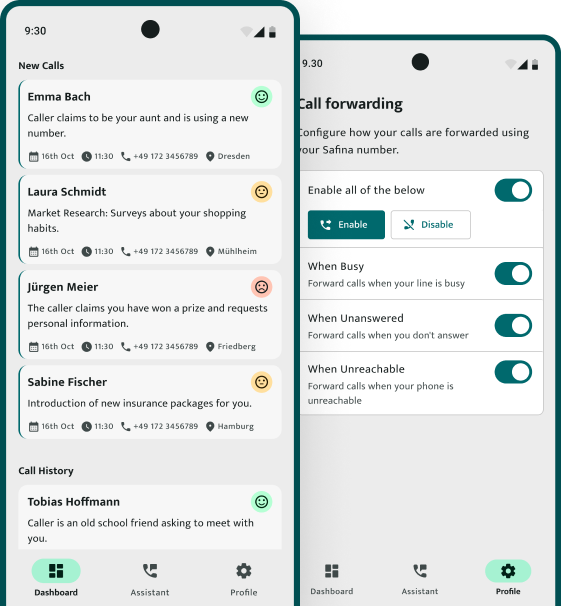 9:30
New Calls
Emma Bach
Caller claims to be your aunt and is using a new
number.
16th Oct 11:30 +49 172 3456789 Dresden
Laura Schmidt
Market Research: Surveys about your shopping
habits.
16th Oct 11:30 +49 172 3456789 Mühlheim
Jürgen Meier
The caller claims you have won a prize and requests
personal information.
16th Oct 11:30 +49 172 3456789 Friedberg
Sabine Fischer
Introduction of new insurance packages for you.
16th Oct 11:30 +49 172 3456789 Hamburg
Call History
Tobias Hoffmann
Caller is an old school friend asking to meet with
you.
Dashboard Assistant Profile
9.30
Call forwarding
Configure how your calls are forwarded using
your Safina number.
Enable all of the below
Enable Disable
When Busy
Forward calls when your line is busy
When Unanswered
Forward calls when you don't answer
When Unreachable
Forward calls when your phone is
unreachable
Dashboard Assistant Profile